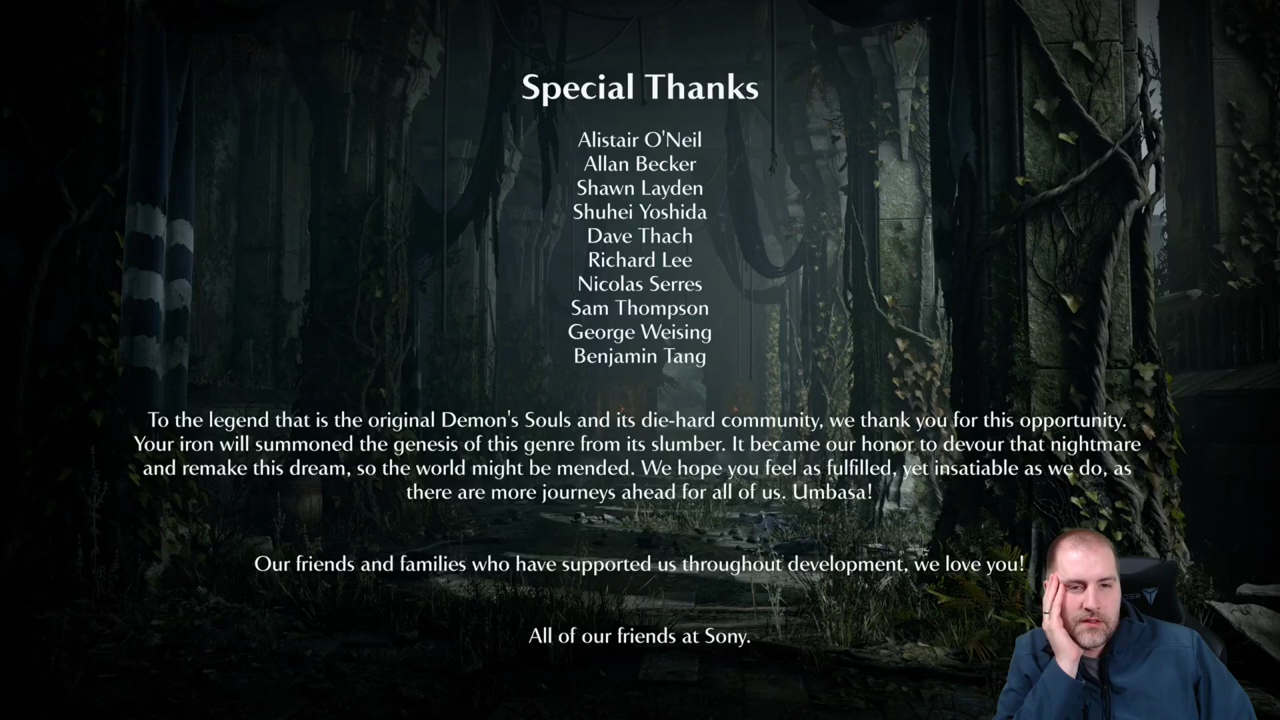 Special Thanks
Alistair O'Neil
Allan Becker
Shawn Layden
Shuhei Yoshida
Dave Thach
Richard Lee
Nicolas Serres
Sam Thompson
George Weising
Benjamin Tang
To the legend that is the original Demon's Souls and its die-hard community, we thank you for this opportunity.
Your iron will summoned the genesis of this genre from its slumber. It became our honor to devour that nightmare
and remake this dream, so the world might be mended. We hope you feel as fulfilled, yet insatiable as we do, as
there are more journeys ahead for all of us. Umbasa!
Our friends and families who have supported us throughout development, we love you!
All of our friends at Sony.